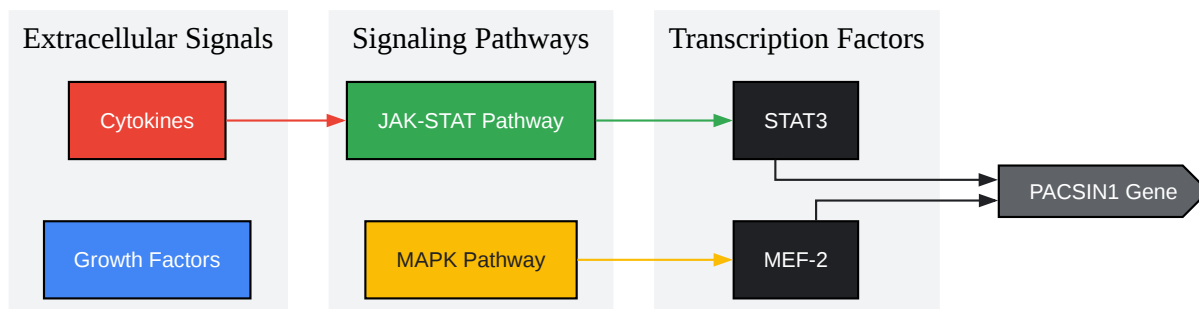 Extracellular Signals
Signaling Pathways
Transcription Factors
Cytokines
JAK-STAT Pathway
STAT3
PACSIN1 Gene
Growth Factors
MAPK Pathway
MEF-2